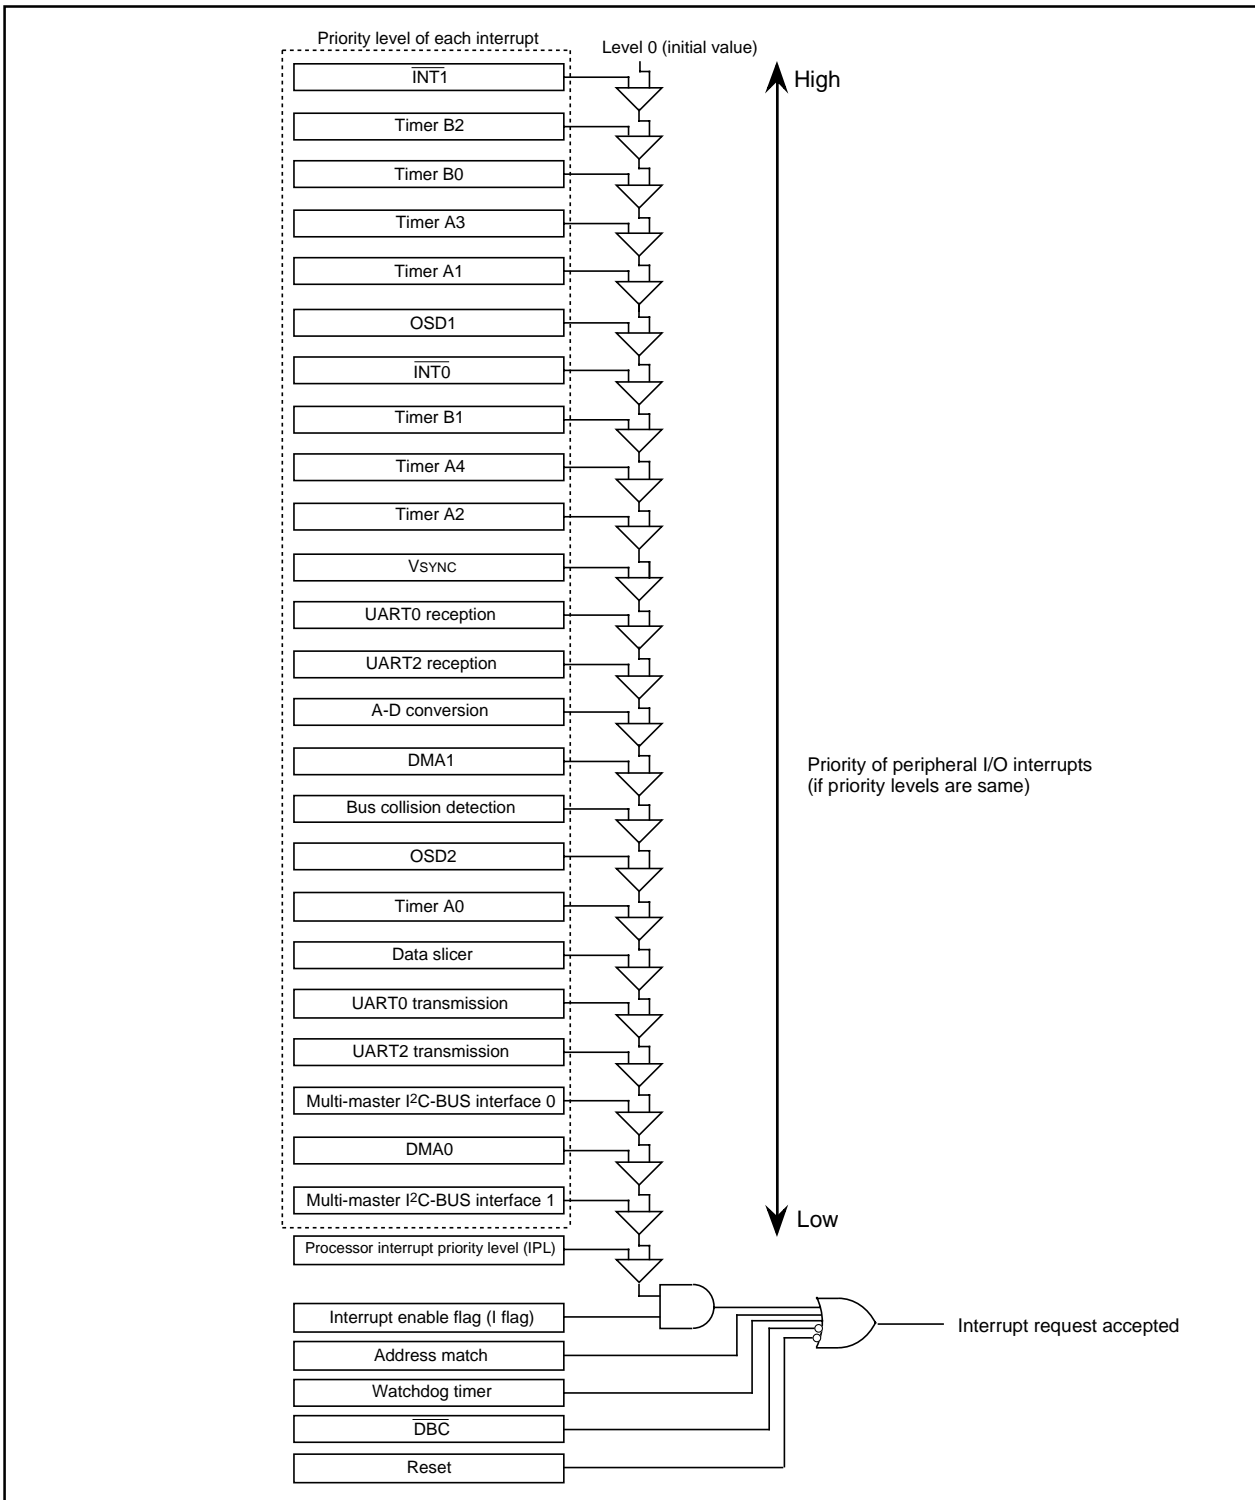 Priority level of each interrupt
Level 0 (initial value)
High
INT1
Timer B2
Timer B0
Timer A3
Timer A1
OSD1
INT0
Timer B1
Timer A4
Timer A2
VSYNC
UART0 reception
UART2 reception
A-D conversion
DMA1
Priority of peripheral I/O interrupts
(if priority levels are same)
Bus collision detection
OSD2
Timer A0
Data slicer
UART0 transmission
UART2 transmission
Multi-master I²C-BUS interface 0
DMA0
Multi-master I²C-BUS interface 1
Low
Processor interrupt priority level (IPL)
Interrupt enable flag (I flag)
Interrupt request accepted
Address match
Watchdog timer
DBC
Reset